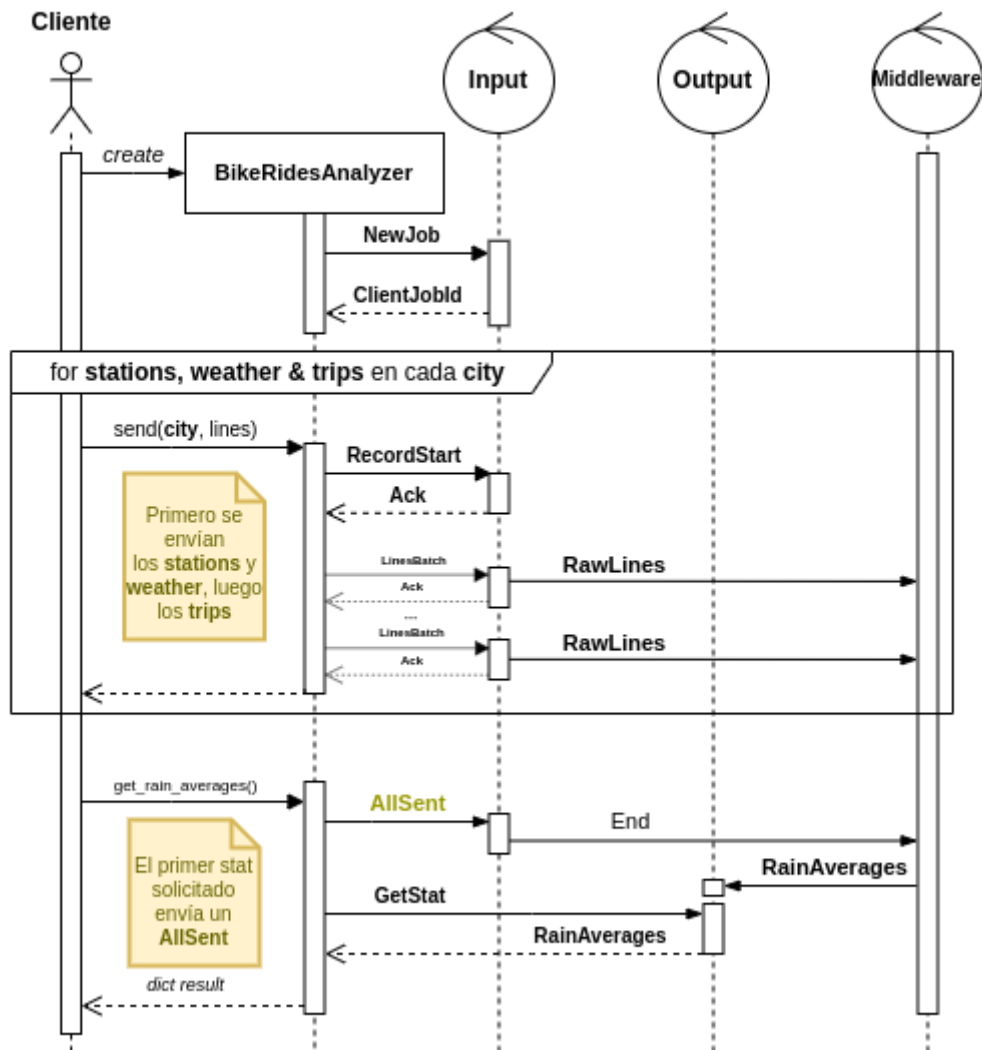 Cliente
Input
Output
Middleware
create
BikeRidesAnalyzer
NewJob
ClientJobId
for stations, weather & trips en cada city
send(city, lines)
RecordStart
Ack
Primero se
envían
los stations y
weather, luego
los trips
LinesBatch
RawLines
Ack
...
LinesBatch
RawLines
Ack
get_rain_averages()
AllSent
End
El primer stat
solicitado
envía un
AllSent
RainAverages
GetStat
RainAverages
dict result